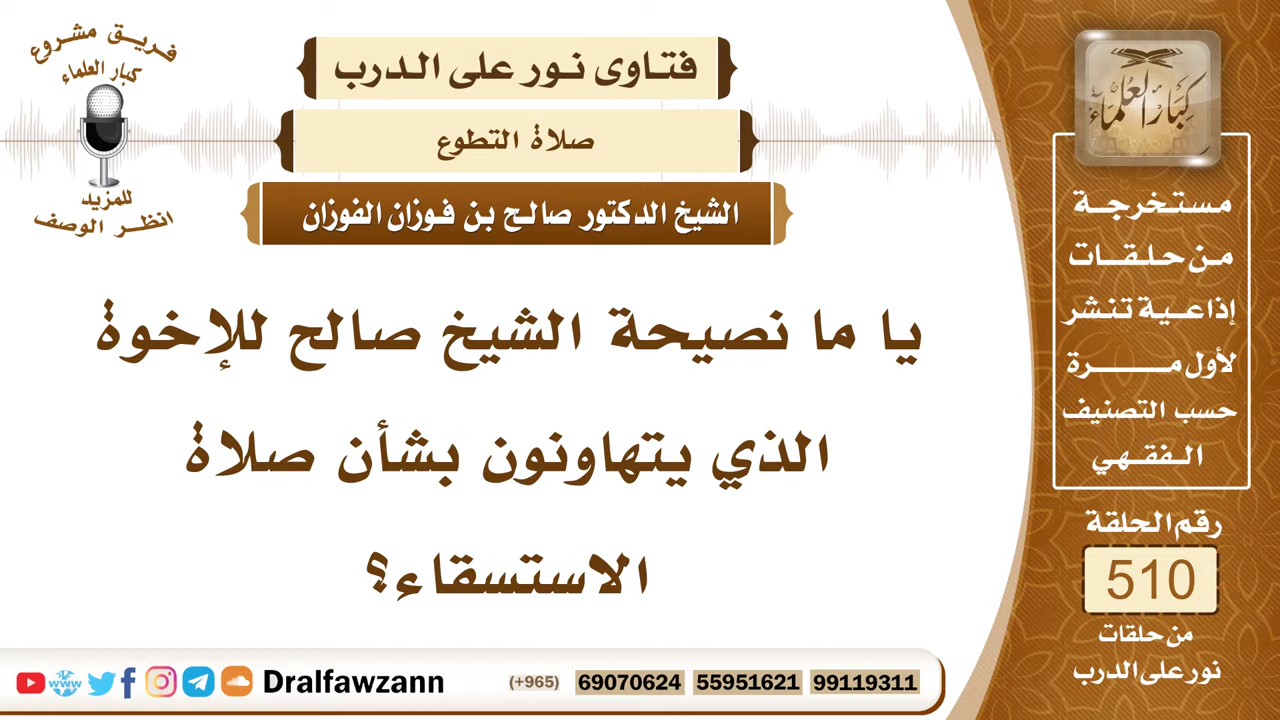 فريق مشروع
كبار العلماء
للمزيد
انظر الوصف
فتاوى نور على الدرب
صلاة التطوع
الشيخ الدكتور صالح بن فوزان الفوزان
يا ما نصيحة الشيخ صالح للإخوة
الذي يتهاونون بشأن صلاة
الاستسقاء؟
كبار العلماء
مستخرجة
من حلقات
إذاعية تنشر
لأول مرة
حسب التصنيف
الفقهي
رقم الحلقة
510
من حلقات
نور على الدرب
www Dralfawzann (+965) 69070624 55951621 99119311